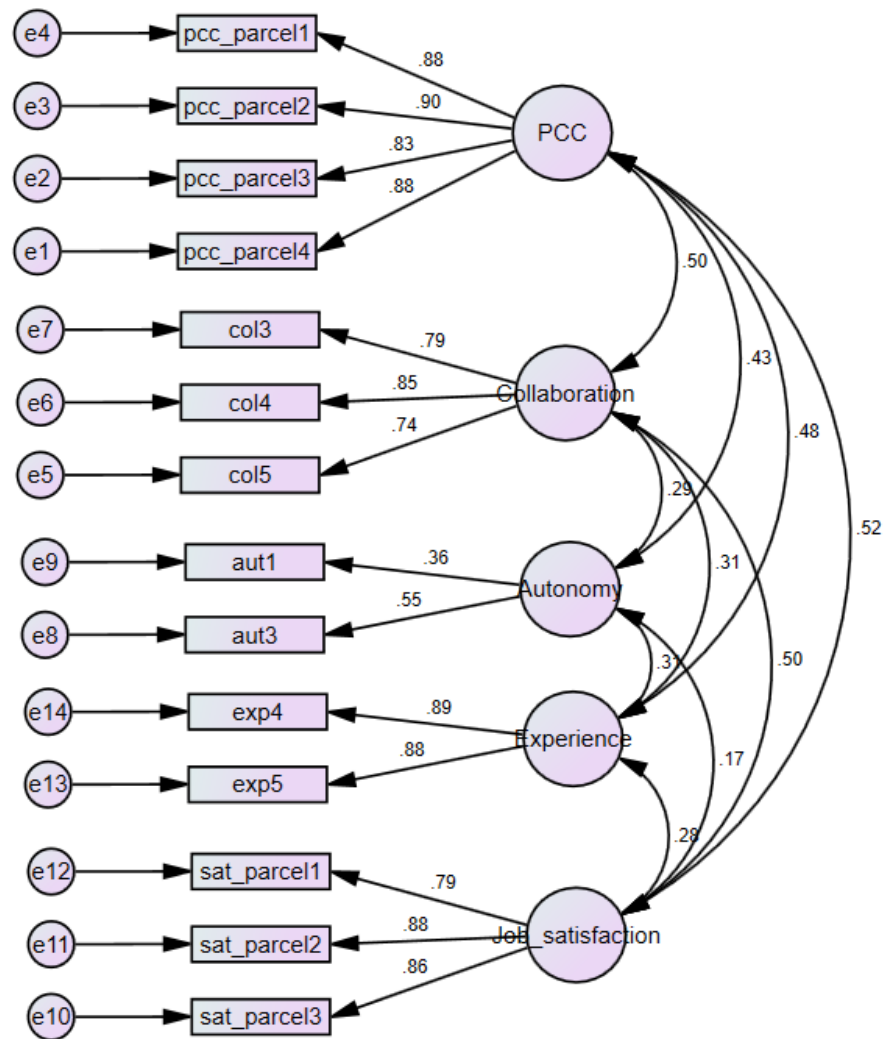 e4 pcc_parcel1 .88
e3 pcc_parcel2 .90 PCC
e2 pcc_parcel3 .83
e1 pcc_parcel4 .88
.50
e7 col3 .79
.43
e6 col4 .85 Collaboration
.48
e5 col5 .74
.29
.52
e9 aut1 .36 .31
Autonomy
e8 aut3 .55
.31 .50
e14 exp4 .89
Experience
e13 exp5 .88 .17
.28
e12 sat_parcel1 .79
e11 sat_parcel2 .88 Job_satisfaction
e10 sat_parcel3 .86